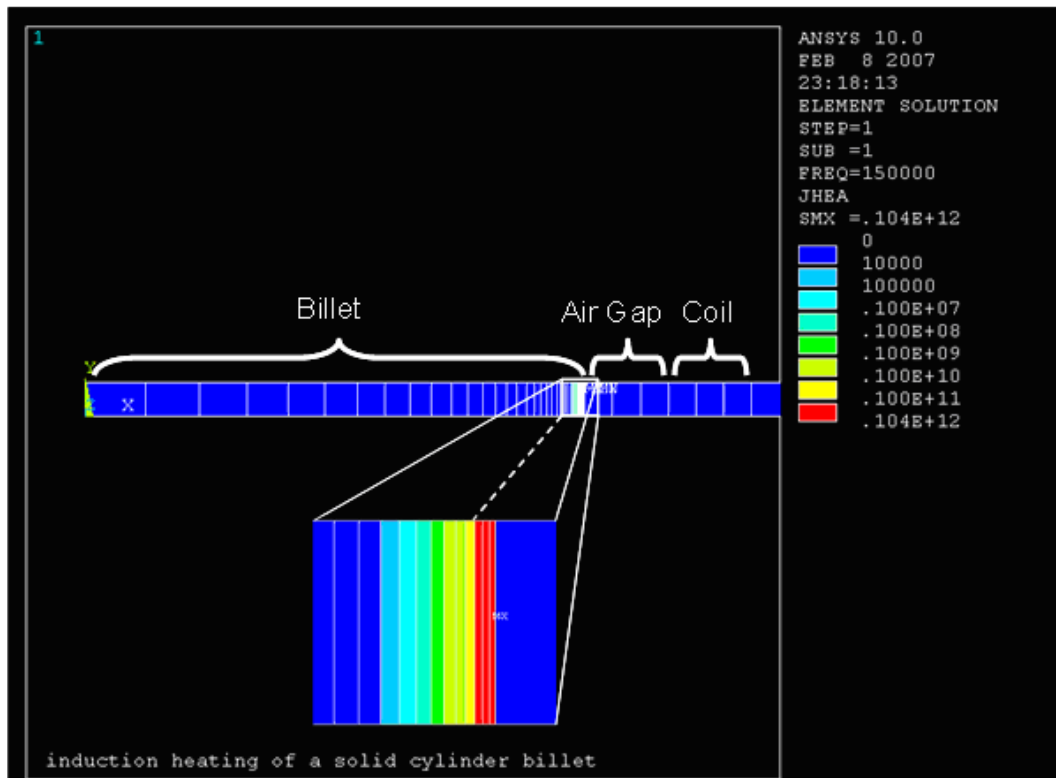 1
ANSYS 10.0
FEB 8 2007
23:18:13
ELEMENT SOLUTION
STEP=1
SUB =1
FREQ=150000
JHEA
SMX =.104E+12
0
10000
100000
.100E+07
.100E+08
.100E+09
.100E+10
.100E+11
.104E+12
Billet
Air Gap
Coil
Y
X
MX
induction heating of a solid cylinder billet